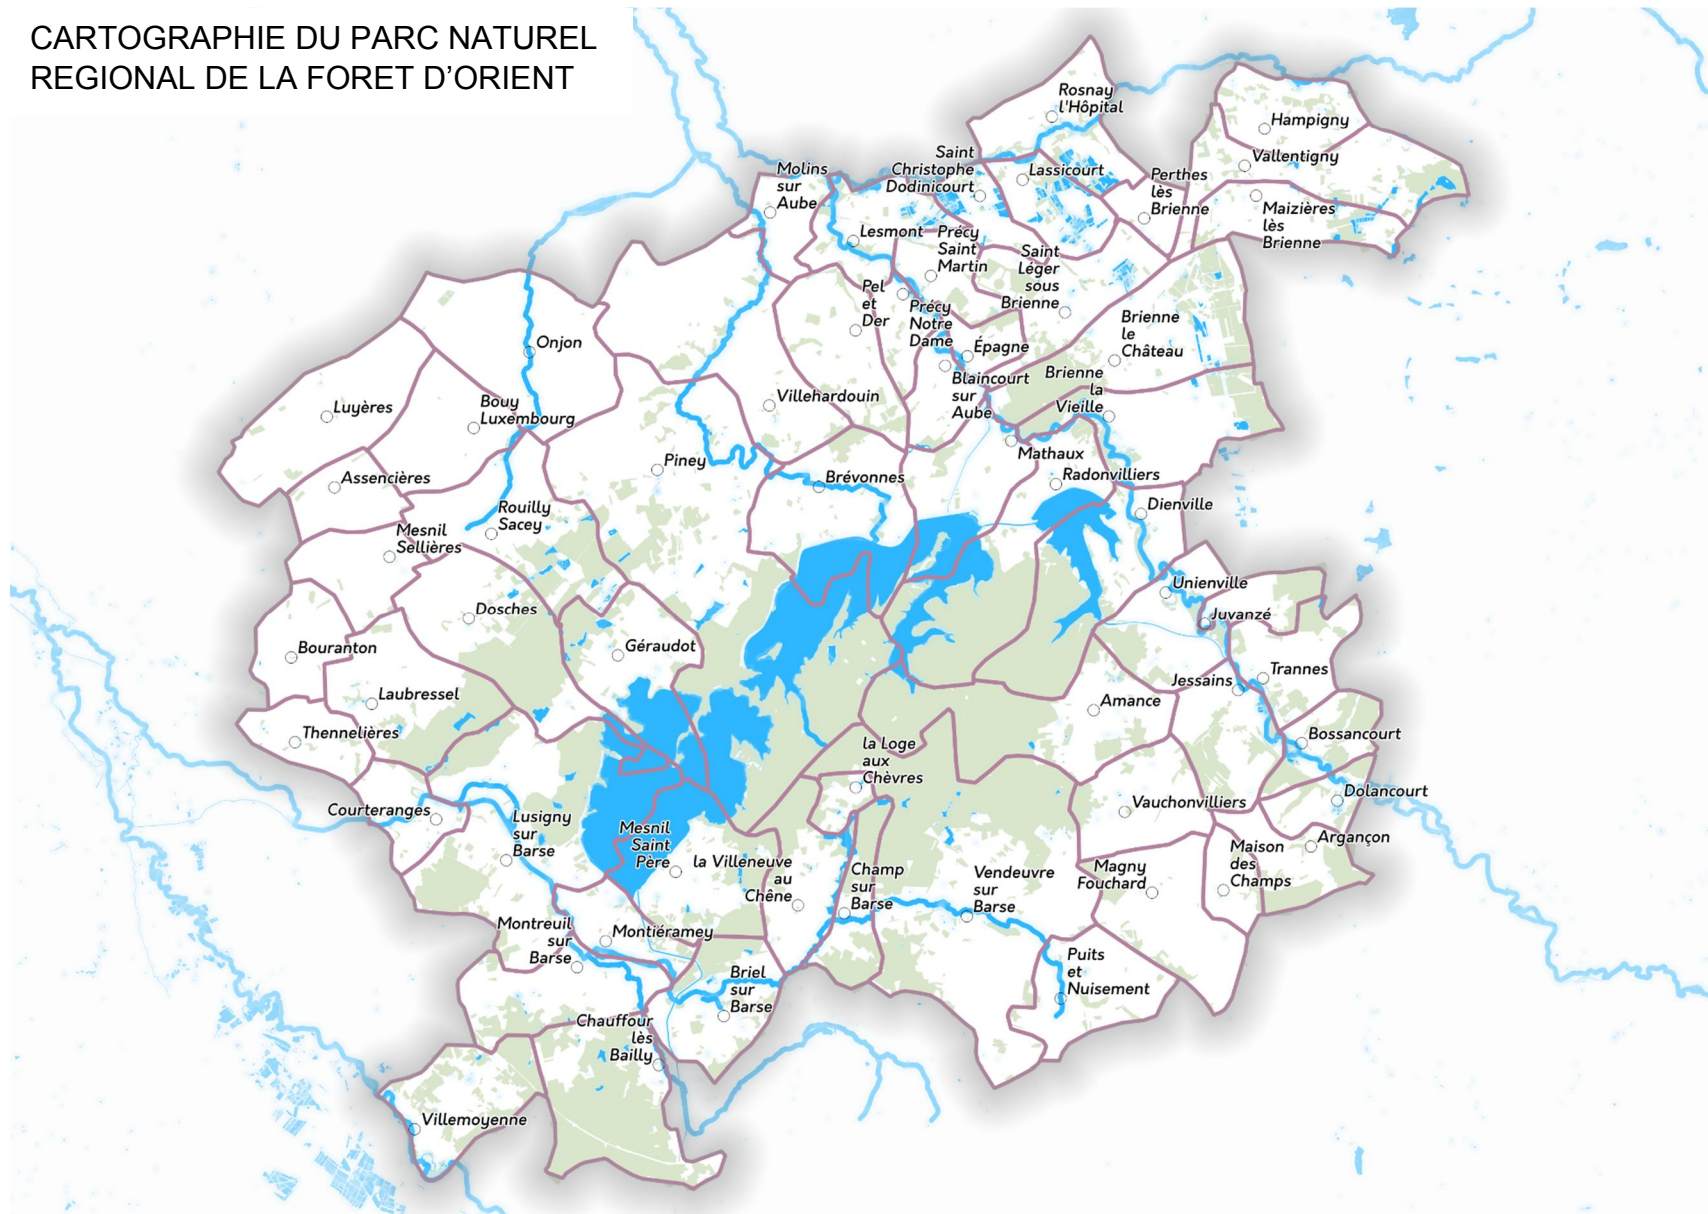 CARTOGRAPHIE DU PARC NATUREL
REGIONAL DE LA FORET D'ORIENT
Rosnay
l'Hôpital
Hampigny
Saint
Christophe
Dodinicourt
Lassicourt
Vallentigny
Molins
sur
Aube
Perthes
lès
Brienne
Maizières
lès
Brienne
Lesmont
Précy
Saint
Martin
Saint
Léger
sous
Brienne
Pel
et
Der
Précy
Notre
Dame
Brienne
le
Château
Onjon
Épagne
Blaincourt
sur
Aube
Brienne
la
Vieille
Luyères
Bouy
Luxembourg
Villehardouin
Mathaux
Piney
Assencières
Brévonnes
Radonvilliers
Rouilly
Sacey
Dienville
Mesnil
Sellières
Unienville
Dosches
Juvanzé
Bouranton
Géraudot
Trannes
Jessains
Laubressel
Amance
Thennelières
la Loge
aux
Chèvres
Bossancourt
Courteranges
Lusigny
sur
Barse
Vauchonvilliers
Dolancourt
Mesnil
Saint
Père
la Villeneuve
au
Chêne
Champ
sur
Barse
Vendeuvre
sur
Barse
Magny
Fouchard
Maison
des
Champs
Argançon
Montreuil
sur
Barse
Montiéramey
Briel
sur
Barse
Puits
et
Nuisement
Chauffour
lès
Bailly
Villemoyenne